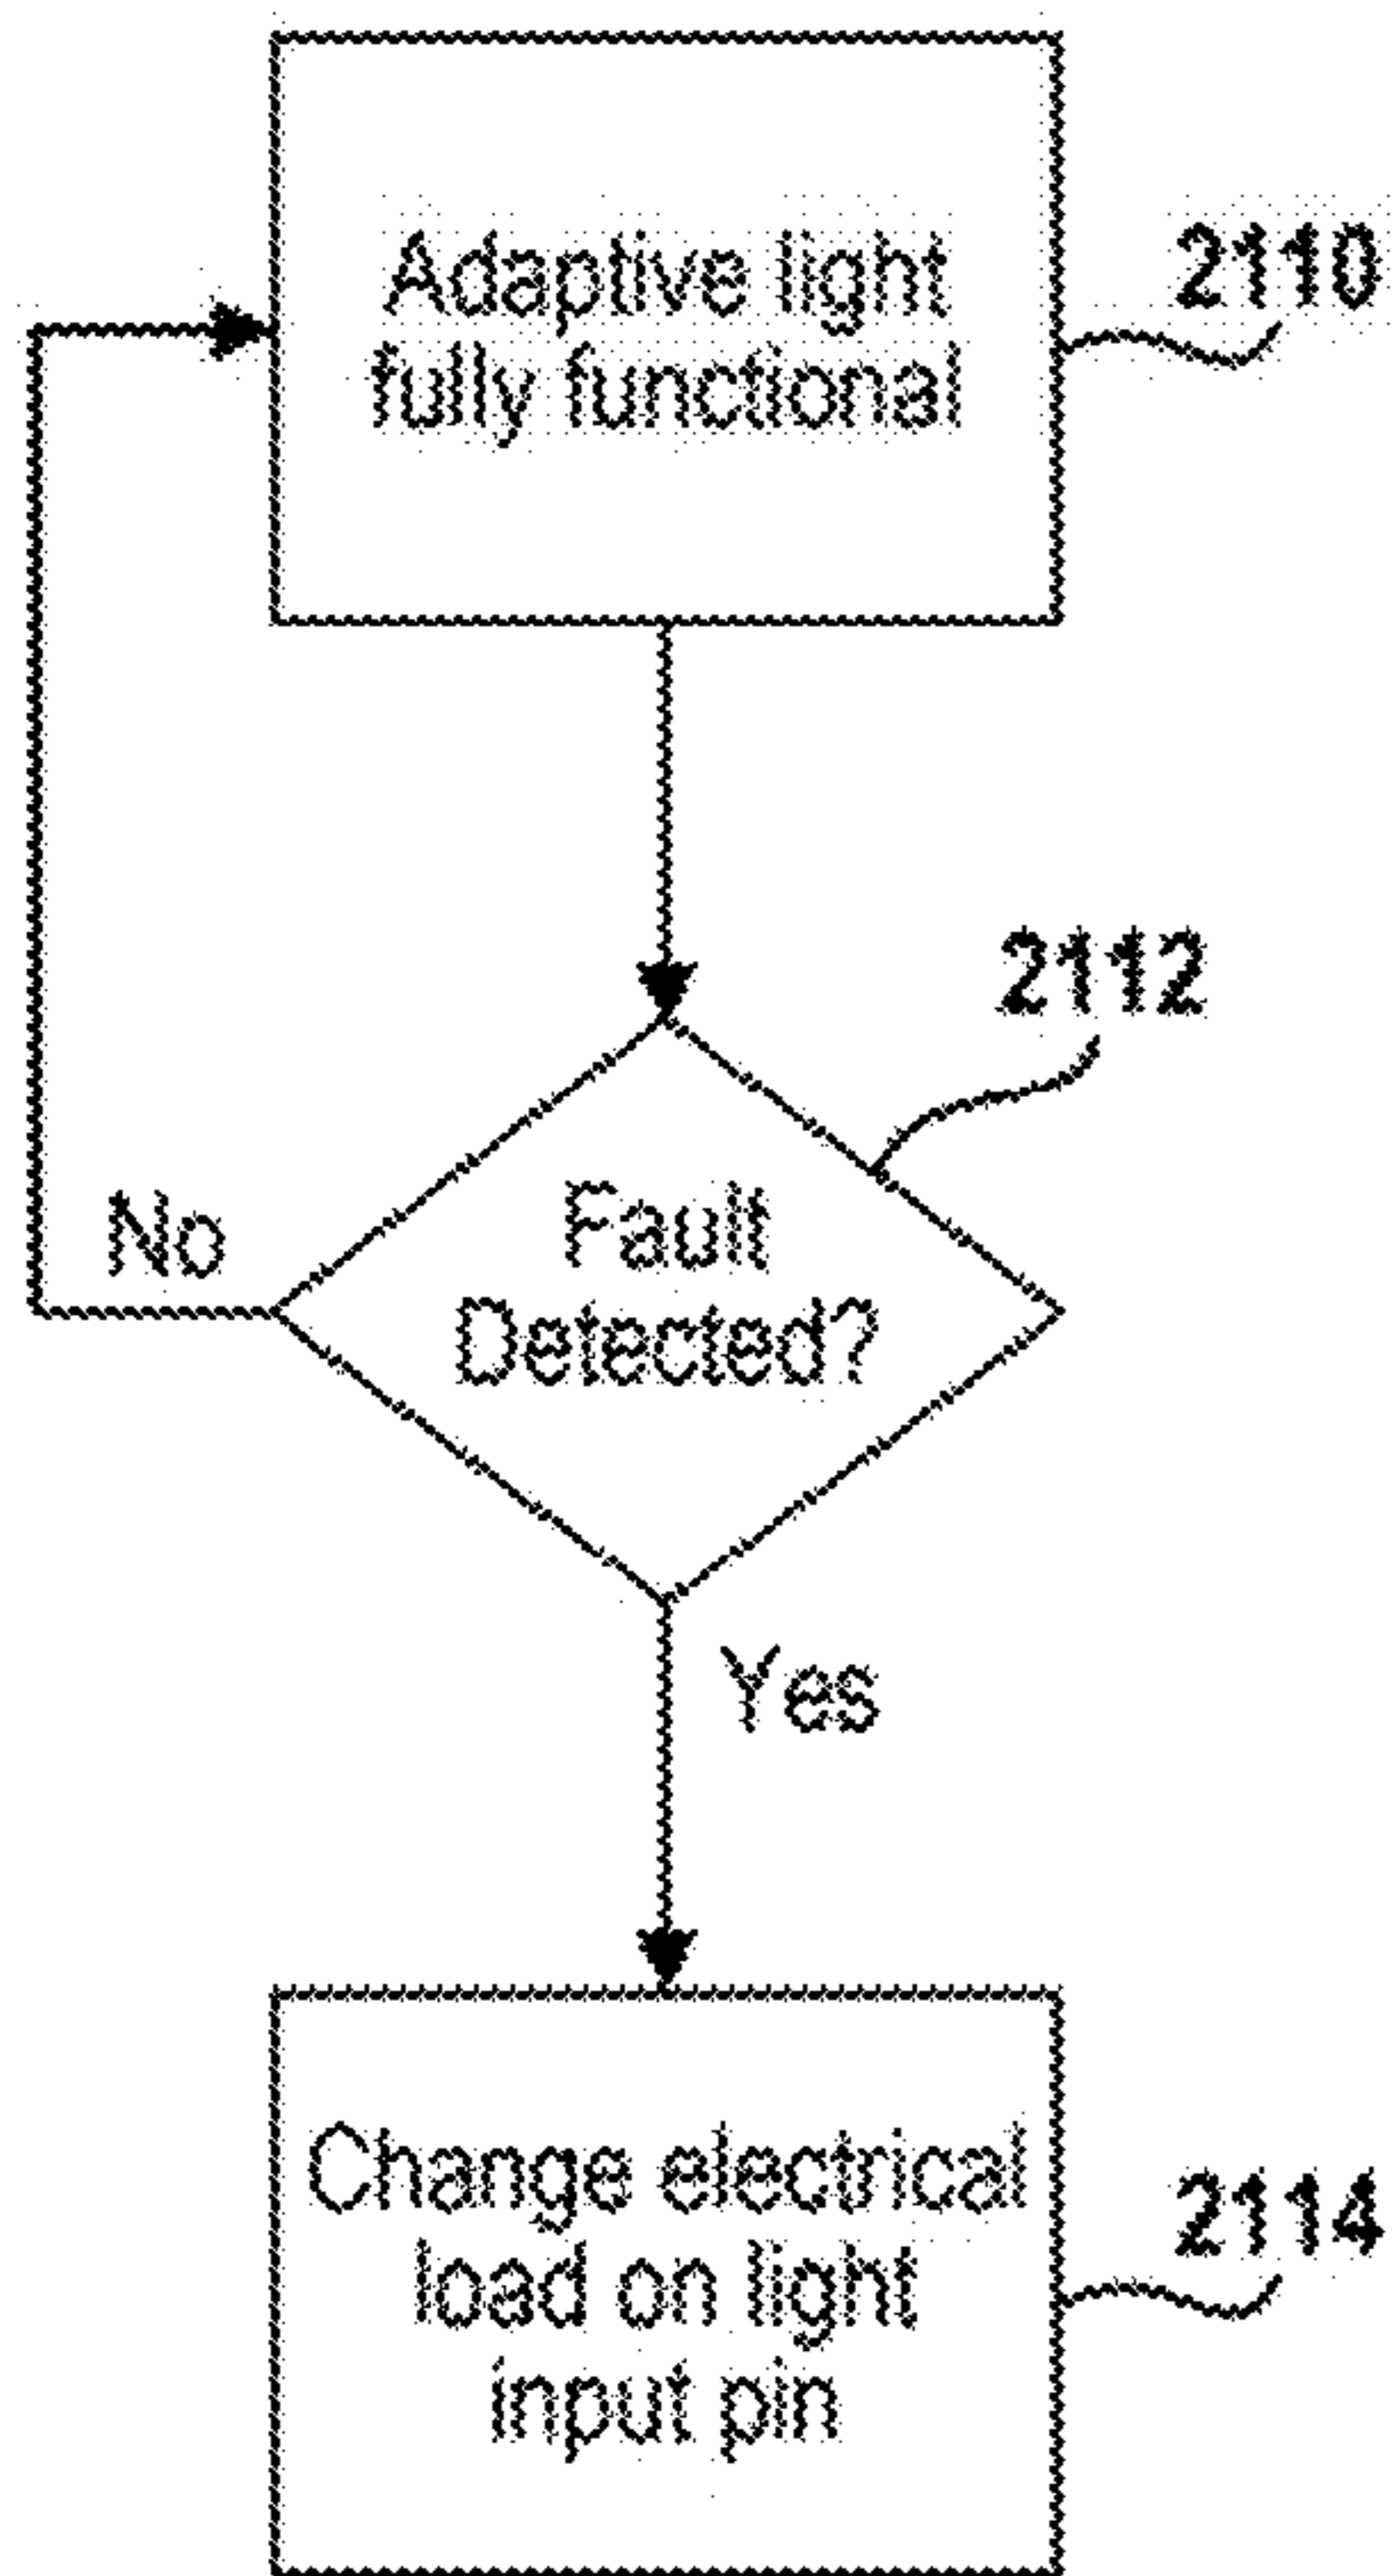 Adaptive light
fully functional
2110
2112
Fault
Detected?
No
Yes
Change electrical
load on light
input pin
2114